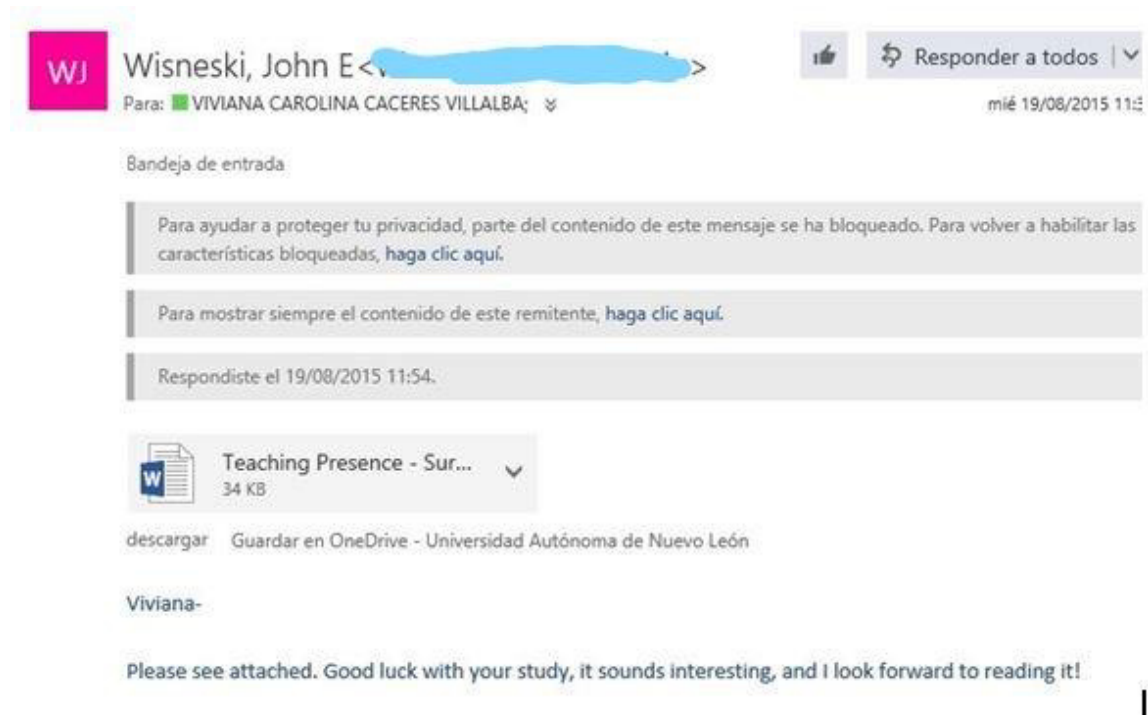 WJ
Wisneski, John E< >
Responder a todos
Para: VIVIANA CAROLINA CACERES VILLALBA;
mié 19/08/2015
Bandeja de entrada
Para ayudar a proteger tu privacidad, parte del contenido de este mensaje se ha bloqueado. Para volver a habilitar las
características bloqueadas, haga clic aquí.
Para mostrar siempre el contenido de este remitente, haga clic aquí.
Respondiste el 19/08/2015 11:54.
W
Teaching Presence - Sur...
34 KB
descargar Guardar en OneDrive - Universidad Autónoma de Nuevo León
Viviana-
Please see attached. Good luck with your study, it sounds interesting, and I look forward to reading it!